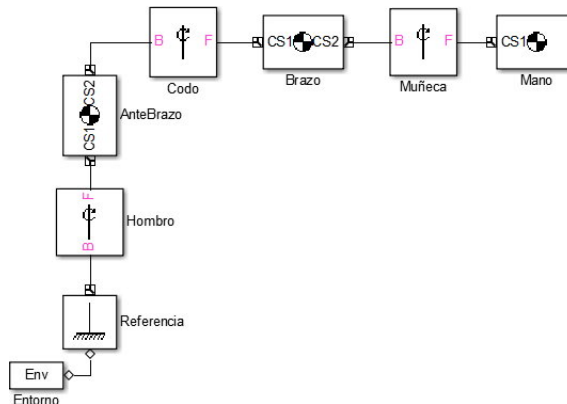 B F
Codo
CS1 CS2
Brazo
B F
Muñeca
CS1
Mano
CS1 CS2
AnteBrazo
F
B
Hombro
Referencia
Env
Entorno